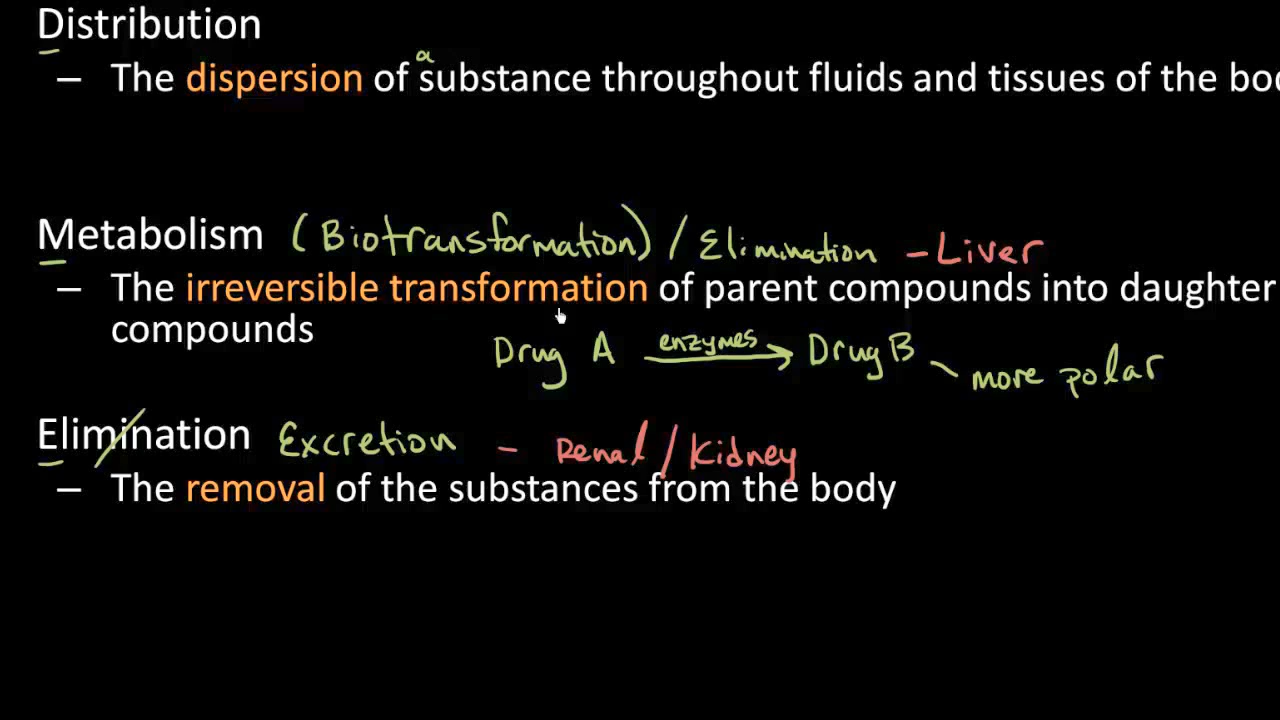 Distribution
a
– The dispersion of substance throughout fluids and tissues of the bo
Metabolism (Biotransformation) / Elimination – Liver
– The irreversible transformation of parent compounds into daughter
compounds
Drug A enzymes Drug B more polar
Elimination Excretion – Renal/Kidney
– The removal of the substances from the body